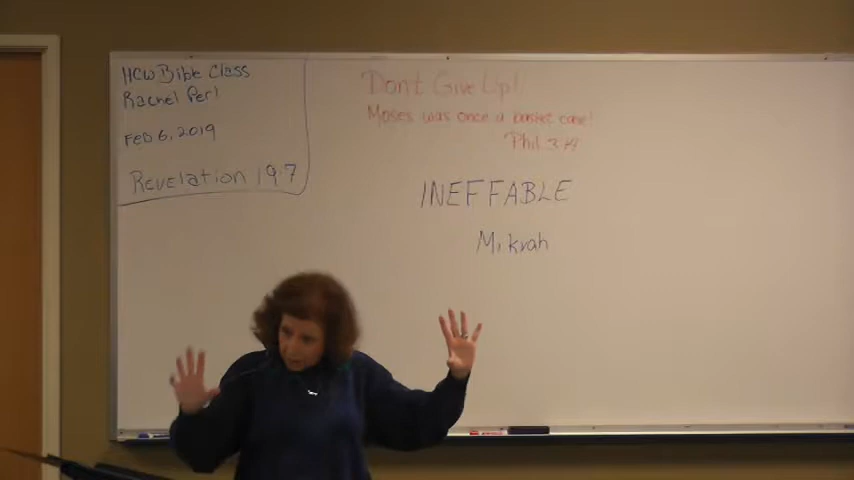 HCW Bible Class
Rachel Perl
Feb 6, 2019
Revelation 19:7
Don't Give Up!
Moses was once a basket case!
Phil 3:14
INEFFABLE
Mikrah